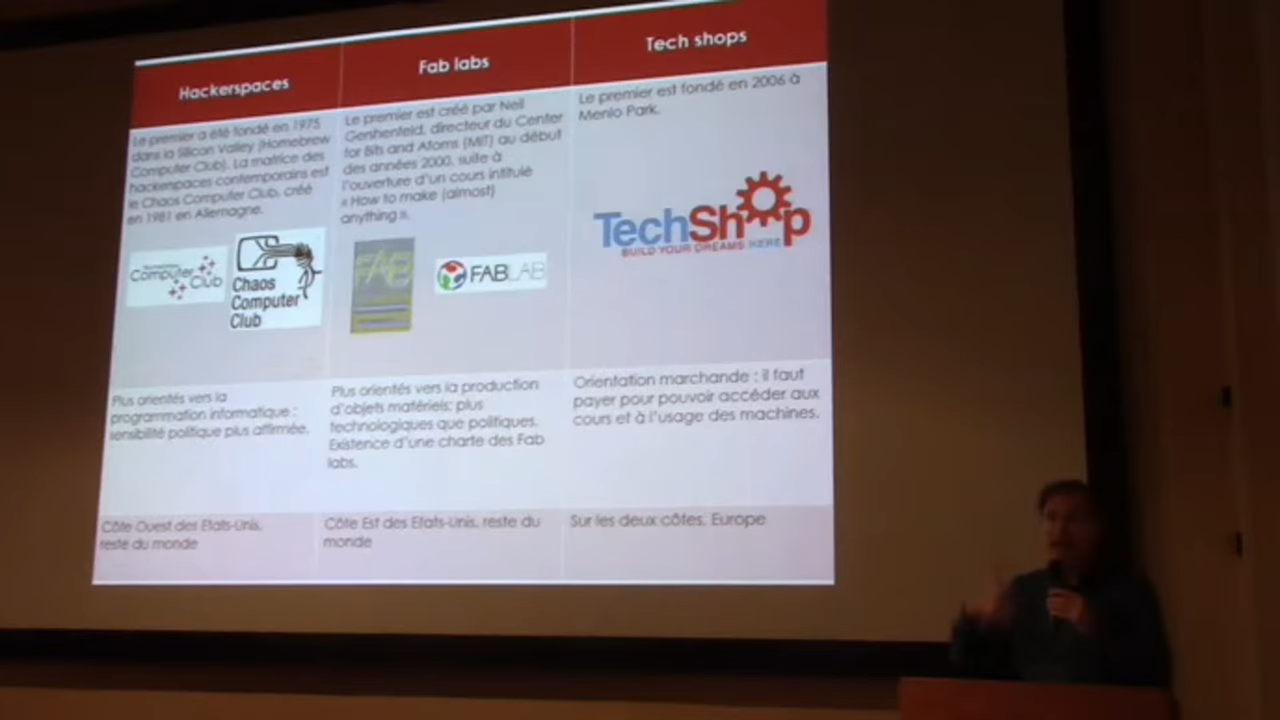 Hackerspaces
Fab labs
Tech shops
Le premier a été fondé en 1975
dans la Silicon Valley (Homebrew
Computer Club). La matrice des
hackerspaces contemporains est
le Chaos Computer Club, créé
en 1981 en Allemagne.
Computer
Club
Chaos
Computer
Club
Le premier est créé par Neil
Gershenfeld, directeur du Center
for Bits and Atoms (MIT) au début
des années 2000, suite à
l'ouverture d'un cours intitulé
« How to make (almost)
anything ».
FAB
FABLAB
Le premier est fondé en 2006 à
Menlo Park.
TechShop
BUILD YOUR DREAMS HERE
Plus orientés vers la
programmation informatique ;
sensibilité politique plus affirmée.
Plus orientés vers la production
d'objets matériels; plus
technologiques que politiques.
Existence d'une charte des Fab
labs.
Orientation marchande : il faut
payer pour pouvoir accéder aux
cours et à l'usage des machines.
Côte Ouest des Etats-Unis,
reste du monde
Côte Est des Etats-Unis, reste du
monde
Sur les deux côtes, Europe